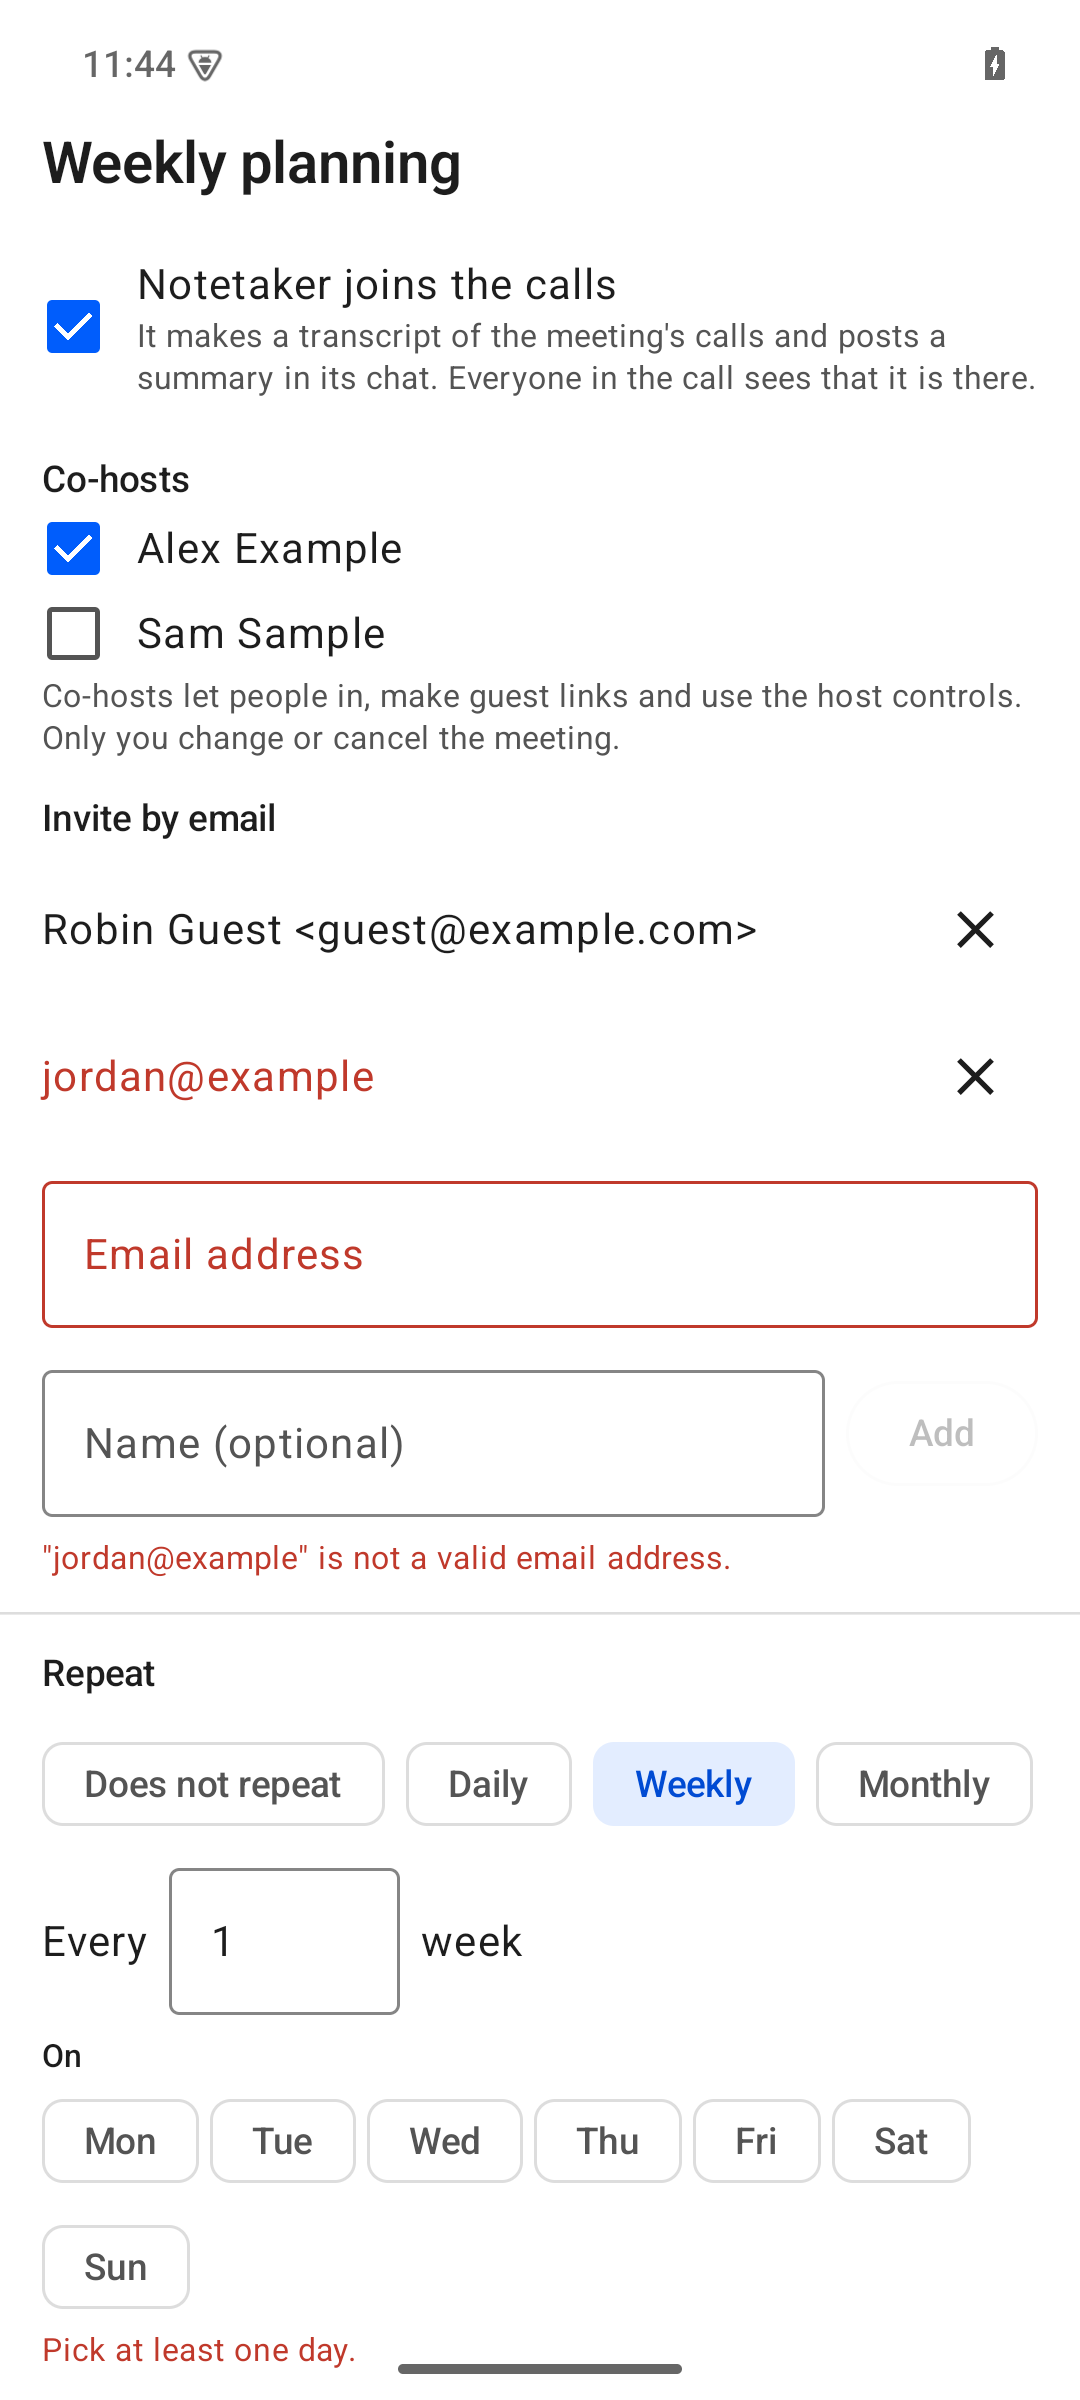 11:44
Weekly planning
Notetaker joins the calls
It makes a transcript of the meeting's calls and posts a
summary in its chat. Everyone in the call sees that it is there.
Co-hosts
Alex Example
Sam Sample
Co-hosts let people in, make guest links and use the host controls.
Only you change or cancel the meeting.
Invite by email
Robin Guest <guest@example.com>
jordan@example
Email address
Name (optional)
Add
"jordan@example" is not a valid email address.
Repeat
Does not repeat Daily Weekly Monthly
Every 1 week
On
Mon Tue Wed Thu Fri Sat
Sun
Pick at least one day.